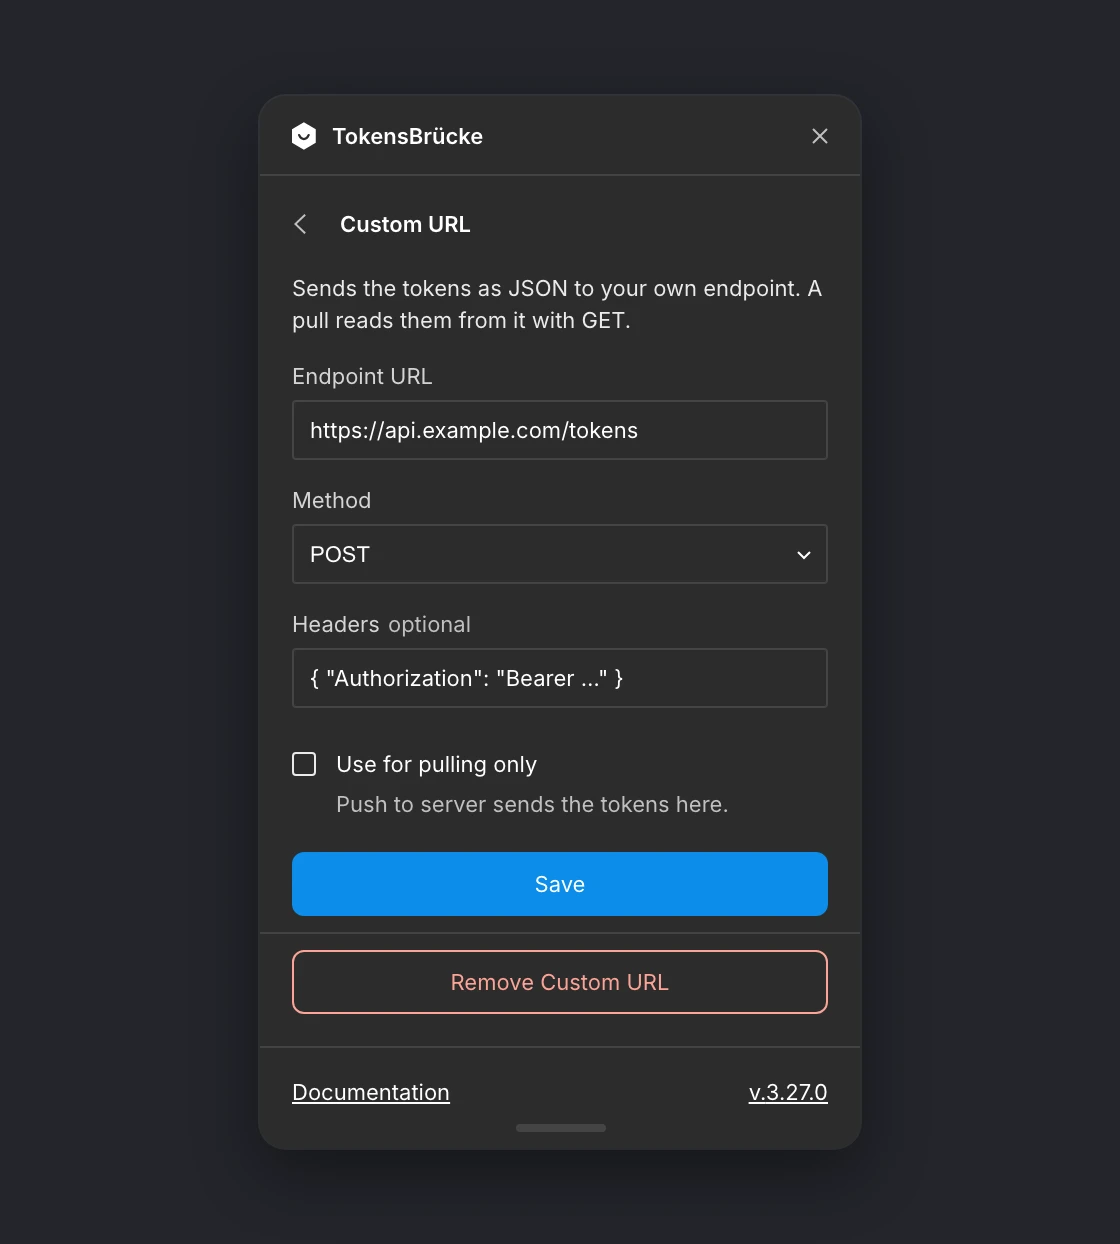 TokensBrücke
Custom URL
Sends the tokens as JSON to your own endpoint. A
pull reads them from it with GET.
Endpoint URL
https://api.example.com/tokens
Method
POST
Headers optional
{ "Authorization": "Bearer ..." }
Use for pulling only
Push to server sends the tokens here.
Save
Remove Custom URL
Documentation
v.3.27.0